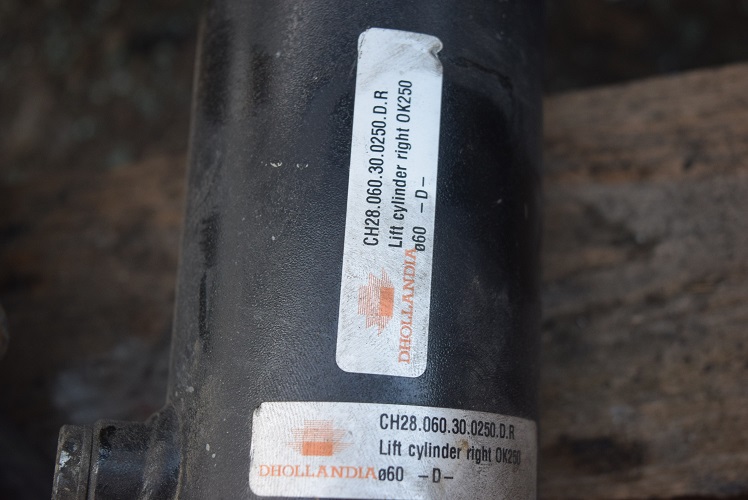 CH28.060.30.0250.D.R
Lift cylinder right OK250
ø60 -D-
DHOLLANDIA
CH28.060.30.0250.D.R
Lift cylinder right OK250
DHOLLANDIA ø60 -D-